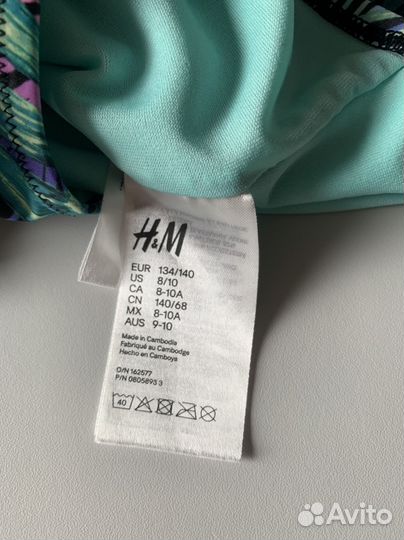 H&M
EUR 134/140
US 8/10
CA 8-10A
CN 140/68
MX 8-10A
AUS 9-10
Made in Cambodia
Fabriqué au Cambodge
Hecho en Camboya
O/N 162577
P/N 0805893 3
40
Avito